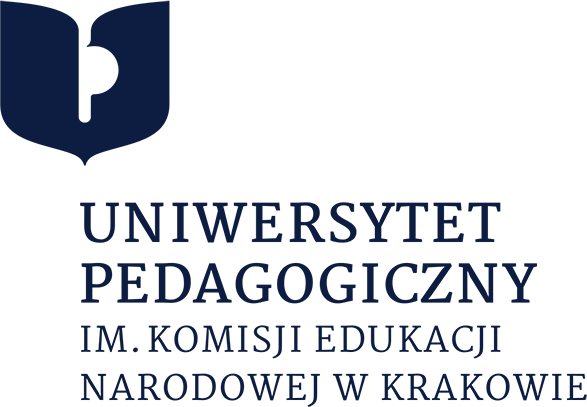 UNIWERSYTET
PEDAGOGICZNY
IM. KOMISJI EDUKACJI
NARODOWEJ W KRAKOWIE